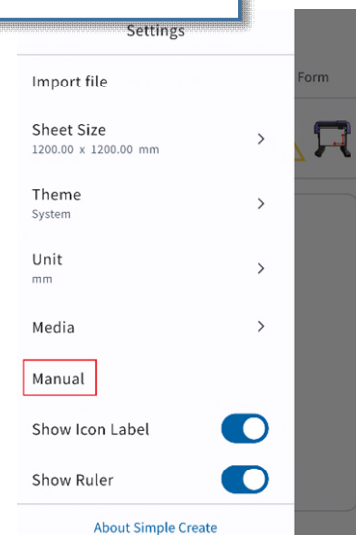 Settings
Import file
Form
Sheet Size
1200.00 x 1200.00 mm
Theme
System
Unit
mm
Media
Manual
Show Icon Label
Show Ruler
About Simple Create